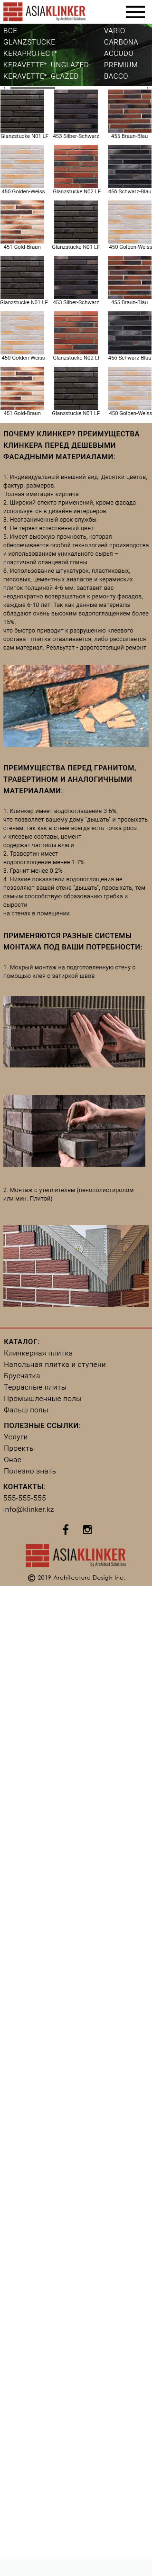 ASIAKLINKER
by Architect Solutions
ВСЕ
GLANZSTUCKE
KERAPROTECT®
KERAVETTE® UNGLAZED
KERAVETTE® GLAZED
VARIO
CARBONA
ACCUDO
PREMIUM
BACCO
Glanzstucke N01 LF 453 Silber-Schwarz 455 Braun-Blau
450 Golden-Weiss Glanzstucke N02 LF 456 Schwarz-Blau
451 Gold-Braun Glanzstucke N01 LF 450 Golden-Weiss
Glanzstucke N01 LF 453 Silber-Schwarz 455 Braun-Blau
450 Golden-Weiss Glanzstucke N02 LF 456 Schwarz-Blau
451 Gold-Braun Glanzstucke N01 LF 450 Golden-Weiss
ПОЧЕМУ КЛИНКЕР? ПРЕИМУЩЕСТВА
КЛИНКЕРА ПЕРЕД ДЕШЕВЫМИ
ФАСАДНЫМИ МАТЕРИАЛАМИ:
1. Индивидуальный внешний вид. Десятки цветов,
фактур, размеров.
Полная имитация кирпича
2. Широкий спектр применений, кроме фасада
используется в дизайне интерьеров.
3. Неограниченный срок службы
4. Не теряет естественный цвет
5. Имеет высокую прочность, которая
обеспечивается особой технологией производства
и использованием уникального сырья –
пластичной сланцевой глины
6. Использование штукатурок, пластиковых,
гипсовых, цементных аналогов и керамических
плиток толщиной 4-6 мм. заставит вас
неоднократно возвращаться к ремонту фасадов,
каждые 6-10 лет. Так как данные материалы
обладают очень высоким водопоглощением более
15%,
что быстро приводит к разрушению клеевого
состава - плитка отваливается, либо разрушается
сам материал. Резльутат - дорогостоящий ремонт.
ПРЕИМУЩЕСТВА ПЕРЕД ГРАНИТОМ,
ТРАВЕРТИНОМ И АНАЛОГИЧНЫМИ
МАТЕРИАЛАМИ:
1. Клинкер имеет водопоглащение 3-6%,
что позволяет вашему дому "дышать" и просыхать
стенам, так как в стене всегда есть точка росы
и клеевые составы, цемент
содержат частицы влаги
2. Травертин имеет
водопоглощение менее 1.7%
3. Гранит менее 0.2%
4. Низкие показатели водопоглощения не
позволяют вашей стене "дышать", просыхать, тем
самым способствую образованию грибка и
сырости
на стенах в помещении.
ПРИМЕНЯЮТСЯ РАЗНЫЕ СИСТЕМЫ
МОНТАЖА ПОД ВАШИ ПОТРЕБНОСТИ:
1. Мокрый монтаж на подготовленную стену с
помощью клея с затиркой швов
2. Монтаж с утеплителем (пенополистиролом
или мин. Плитой)
КАТАЛОГ:
Клинкерная плитка
Напольная плитка и ступени
Брусчатка
Террасные плиты
Промышленные полы
Фальш полы
ПОЛЕЗНЫЕ ССЫЛКИ:
Услуги
Проекты
Онас
Полезно знать
КОНТАКТЫ:
555-555-555
info@klinker.kz
ASIAKLINKER
by Architect Solutions
© 2019 Architecture Design Inc.